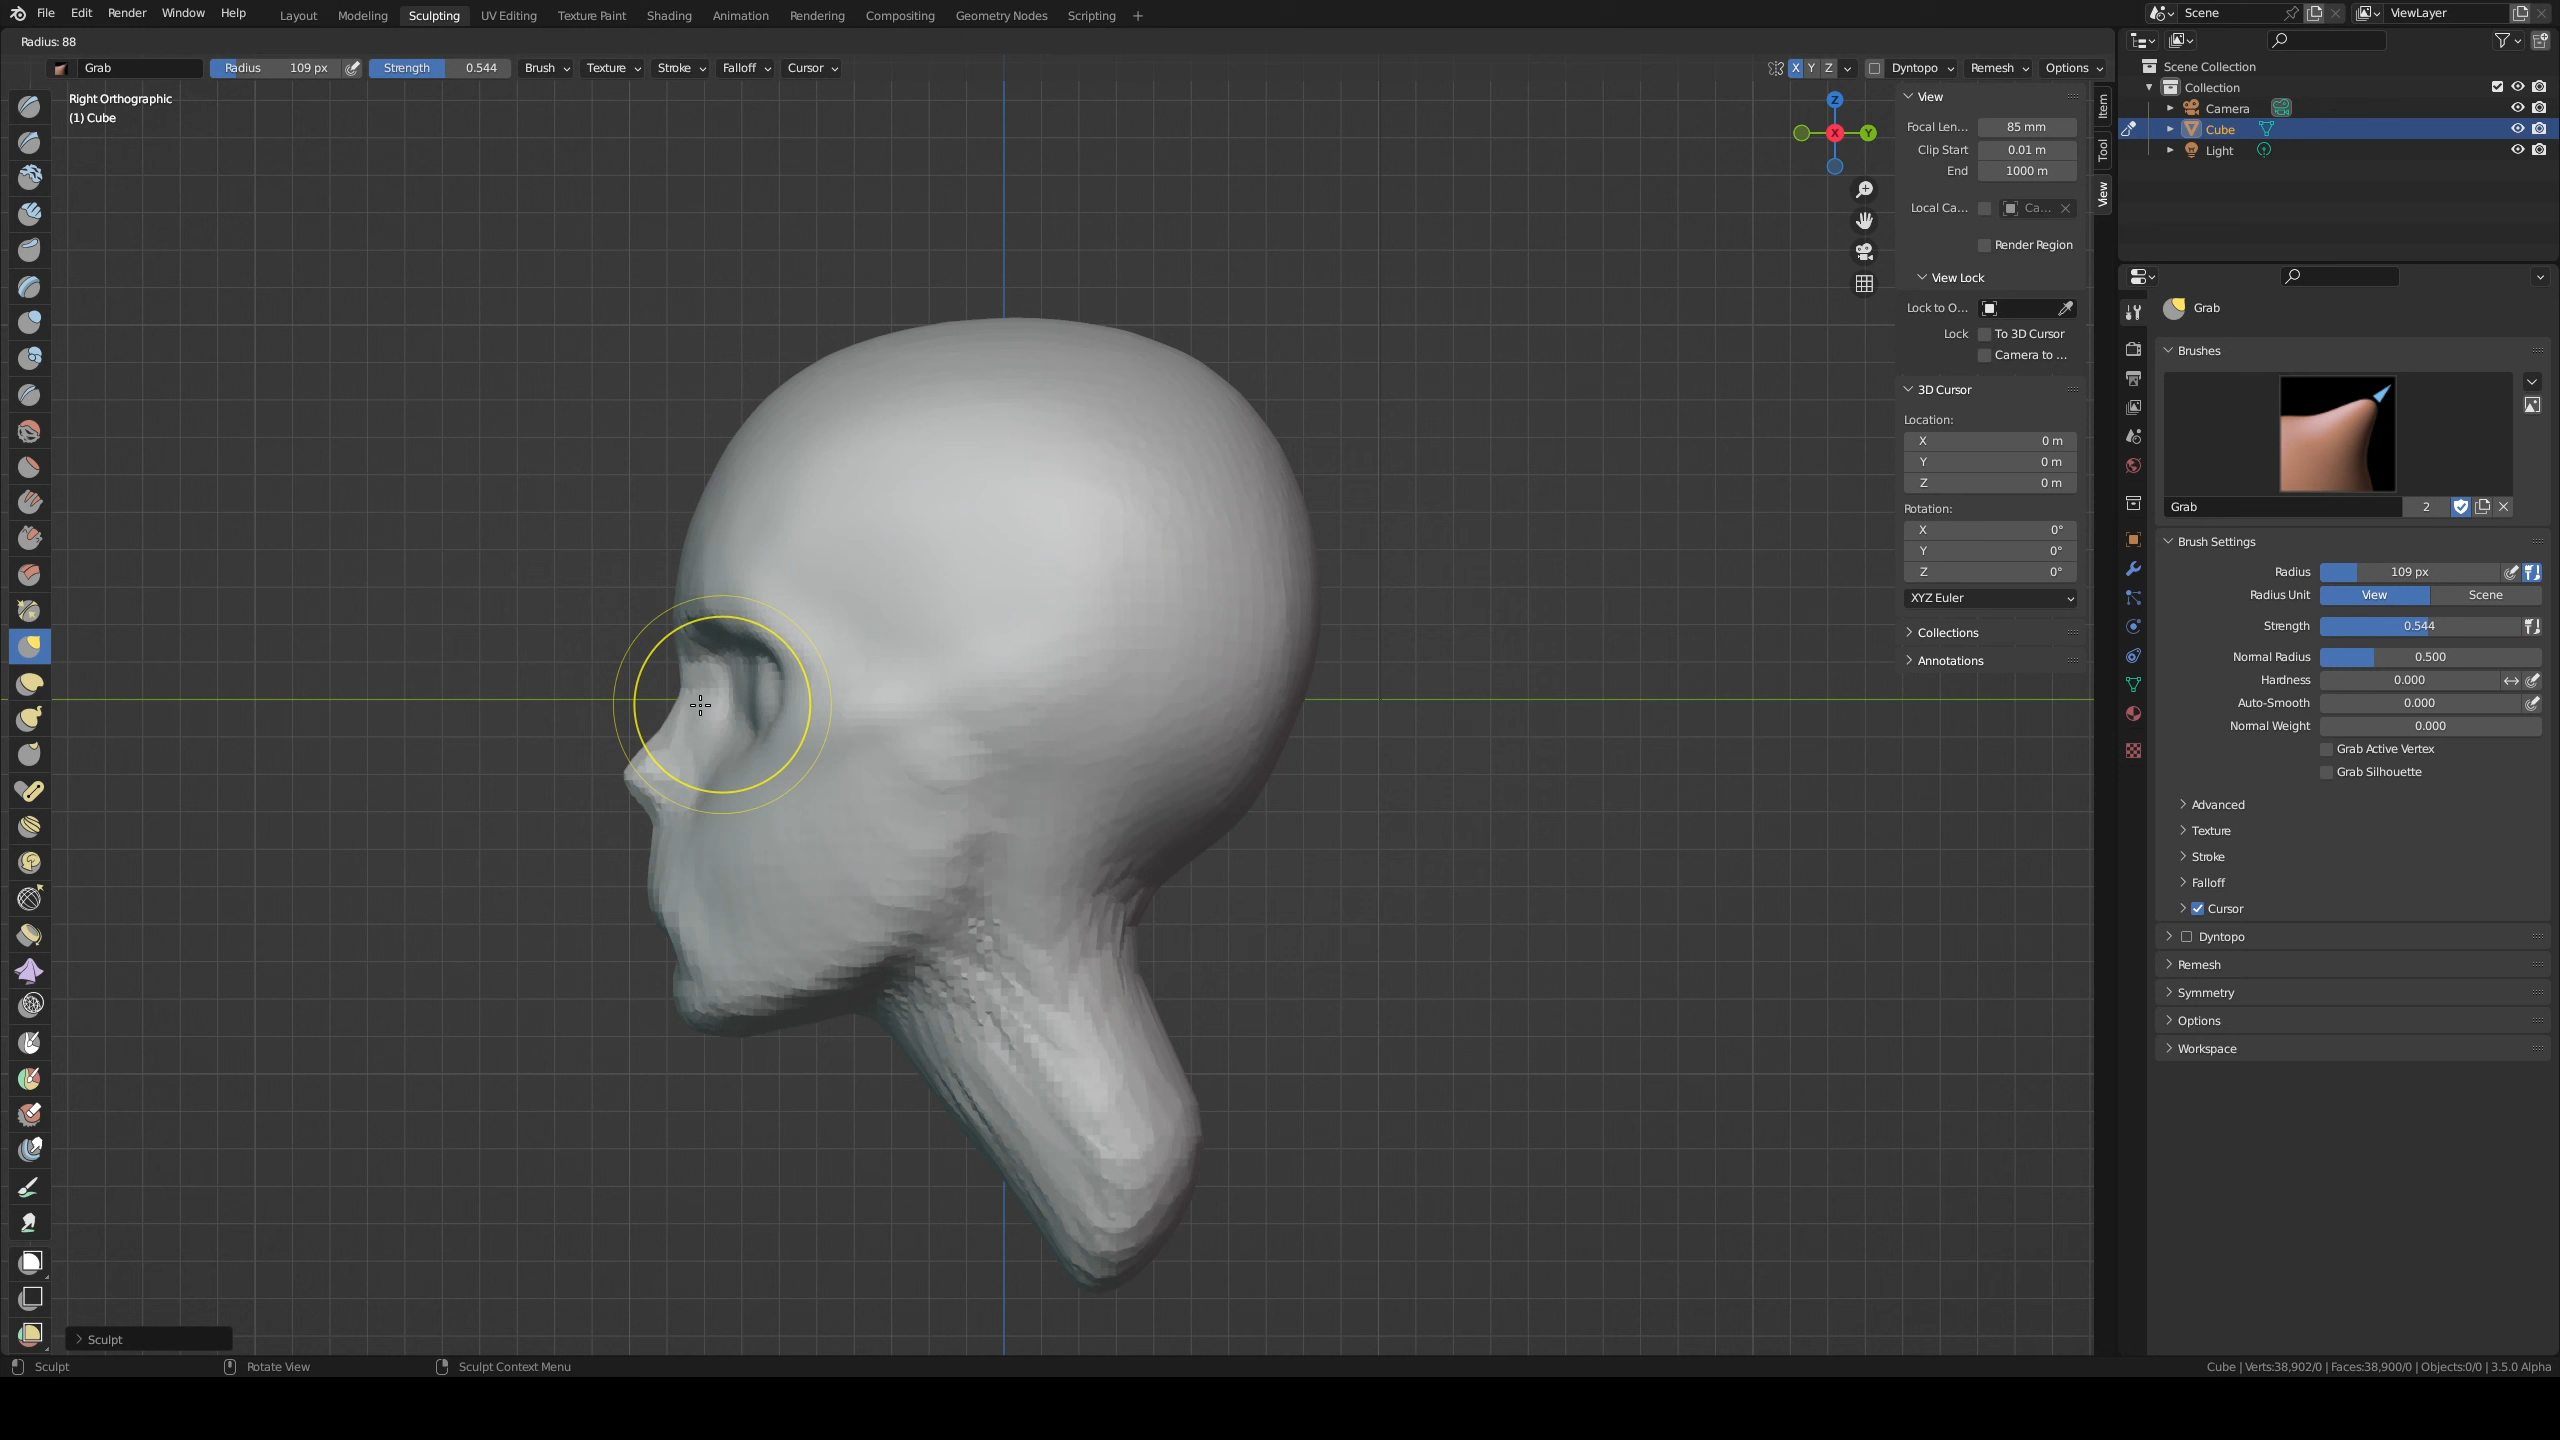 File Edit Render Window Help Layout Modeling Sculpting UV Editing Texture Paint Shading Animation Rendering Compositing Geometry Nodes Scripting + Scene ViewLayer
Radius: 88
Grab Radius 109 px Strength 0.544 Brush Texture Stroke Falloff Cursor X Y Z Dyntopo Remesh Options
Right Orthographic
(1) Cube
Z
X
Y
Item
Tool
View
View
Focal Len... 85 mm
Clip Start 0.01 m
End 1000 m
Local Ca... Ca...
Render Region
View Lock
Lock to O...
Lock To 3D Cursor
Camera to ...
3D Cursor
Location:
X 0 m
Y 0 m
Z 0 m
Rotation:
X 0°
Y 0°
Z 0°
XYZ Euler
Collections
Annotations
Scene Collection
Collection
Camera
Cube
Light
Grab
Brushes
Grab 2
Brush Settings
Radius 109 px
Radius Unit View Scene
Strength 0.544
Normal Radius 0.500
Hardness 0.000
Auto-Smooth 0.000
Normal Weight 0.000
Grab Active Vertex
Grab Silhouette
Advanced
Texture
Stroke
Falloff
Cursor
Dyntopo
Remesh
Symmetry
Options
Workspace
Sculpt
Sculpt Rotate View Sculpt Context Menu Cube | Verts:38,902/0 | Faces:38,900/0 | Objects:0/0 | 3.5.0 Alpha